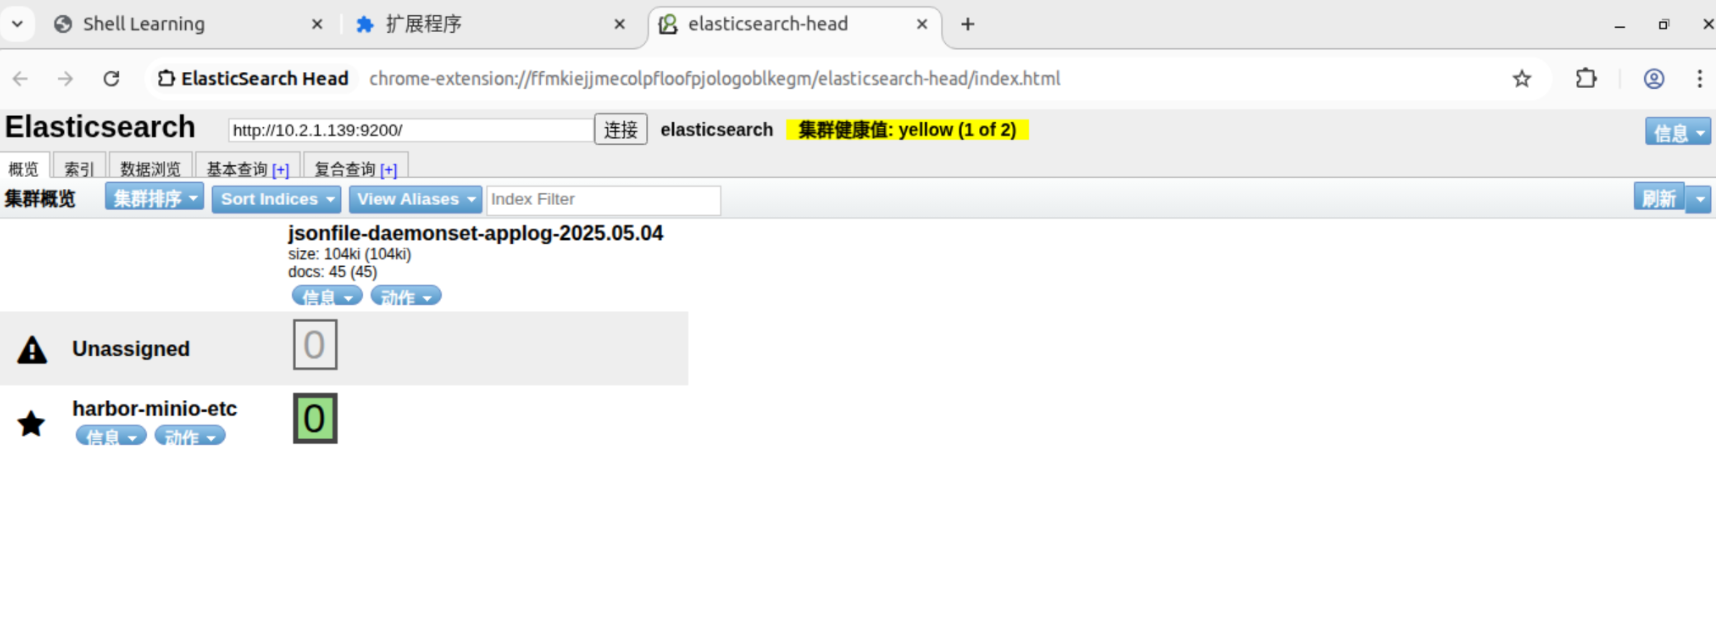 Shell Learning
扩展程序
elasticsearch-head
ElasticSearch Head
chrome-extension://ffmkiejjmecolpfloofpjologoblkegm/elasticsearch-head/index.html
Elasticsearch
http://10.2.1.139:9200/
连接
elasticsearch
集群健康值: yellow (1 of 2)
信息
概览
索引
数据浏览
基本查询 [+]
复合查询 [+]
集群概览
集群排序
Sort Indices
View Aliases
Index Filter
刷新
jsonfile-daemonset-applog-2025.05.04
size: 104ki (104ki)
docs: 45 (45)
信息
动作
Unassigned
0
harbor-minio-etc
信息
动作
0